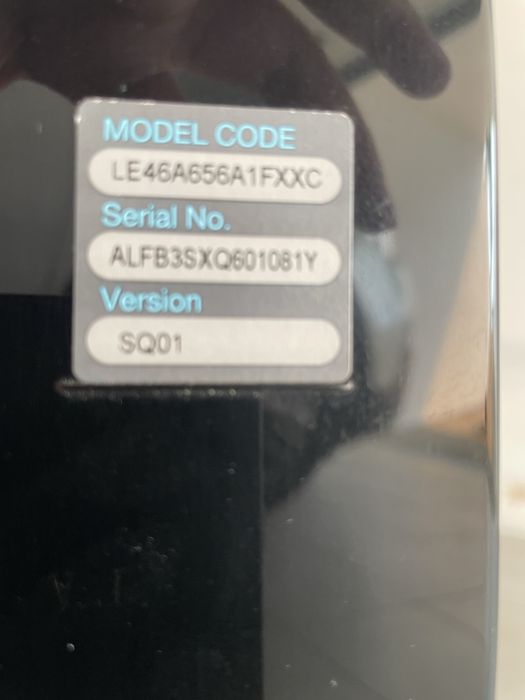 MODEL CODE
LE46A656A1FXXC
Serial No.
ALFB3SXQ601081Y
Version
SQ01